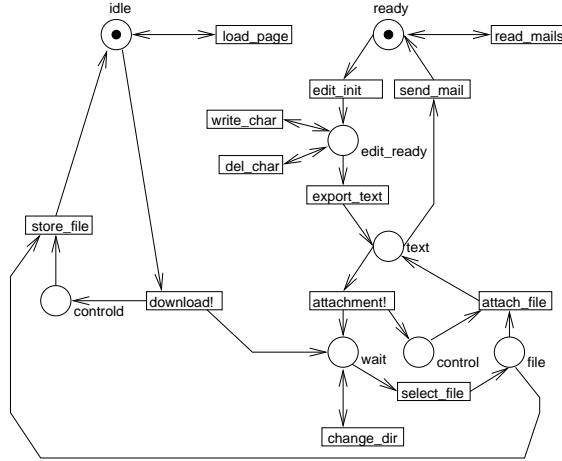 idle
ready
load_page
read_mails
edit_init
send_mail
write_char
edit_ready
del_char
export_text
store_file
text
controld
download!
attachment!
attach_file
wait
control
file
select_file
change_dir